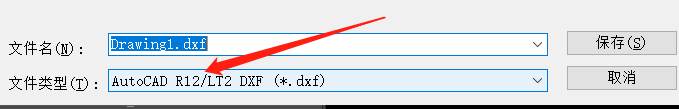 文件名(N): Drawing1.dxf 保存(S)
文件类型(T): AutoCAD R12/LT2 DXF (*.dxf) 取消